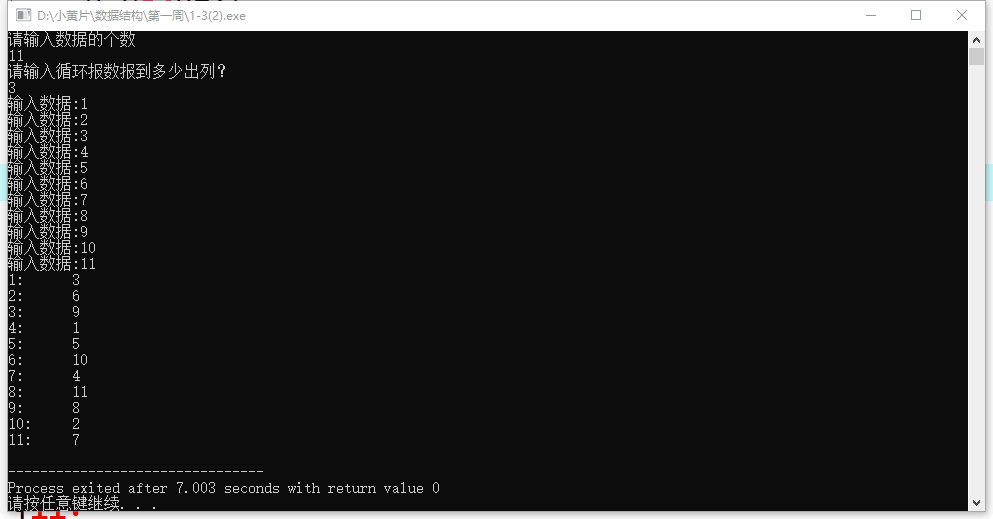 D:\小黄片\数据结构\第一周\1-3(2).exe
请输入数据的个数
11
请输入循环报数报到多少出列？
3
输入数据:1
输入数据:2
输入数据:3
输入数据:4
输入数据:5
输入数据:6
输入数据:7
输入数据:8
输入数据:9
输入数据:10
输入数据:11
1: 3
2: 6
3: 9
4: 1
5: 5
6: 10
7: 4
8: 11
9: 8
10: 2
11: 7
--------------------------------
Process exited after 7.003 seconds with return value 0
请按任意键继续. . .